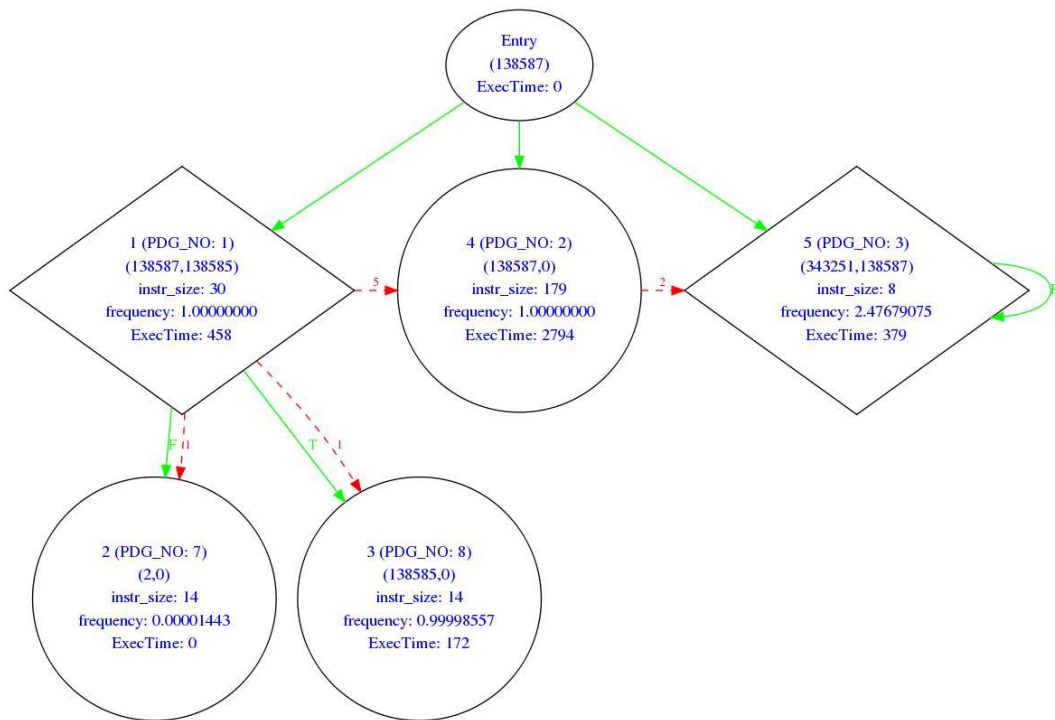 Entry
(138587)
ExecTime: 0
1 (PDG_NO: 1)
(138587,138585)
instr_size: 30
frequency: 1.00000000
ExecTime: 458
5
4 (PDG_NO: 2)
(138587,0)
instr_size: 179
frequency: 1.00000000
ExecTime: 2794
2
5 (PDG_NO: 3)
(343251,138587)
instr_size: 8
frequency: 2.47679075
ExecTime: 379
F
1
T
1
2 (PDG_NO: 7)
(2,0)
instr_size: 14
frequency: 0.00001443
ExecTime: 0
3 (PDG_NO: 8)
(138585,0)
instr_size: 14
frequency: 0.99998557
ExecTime: 172